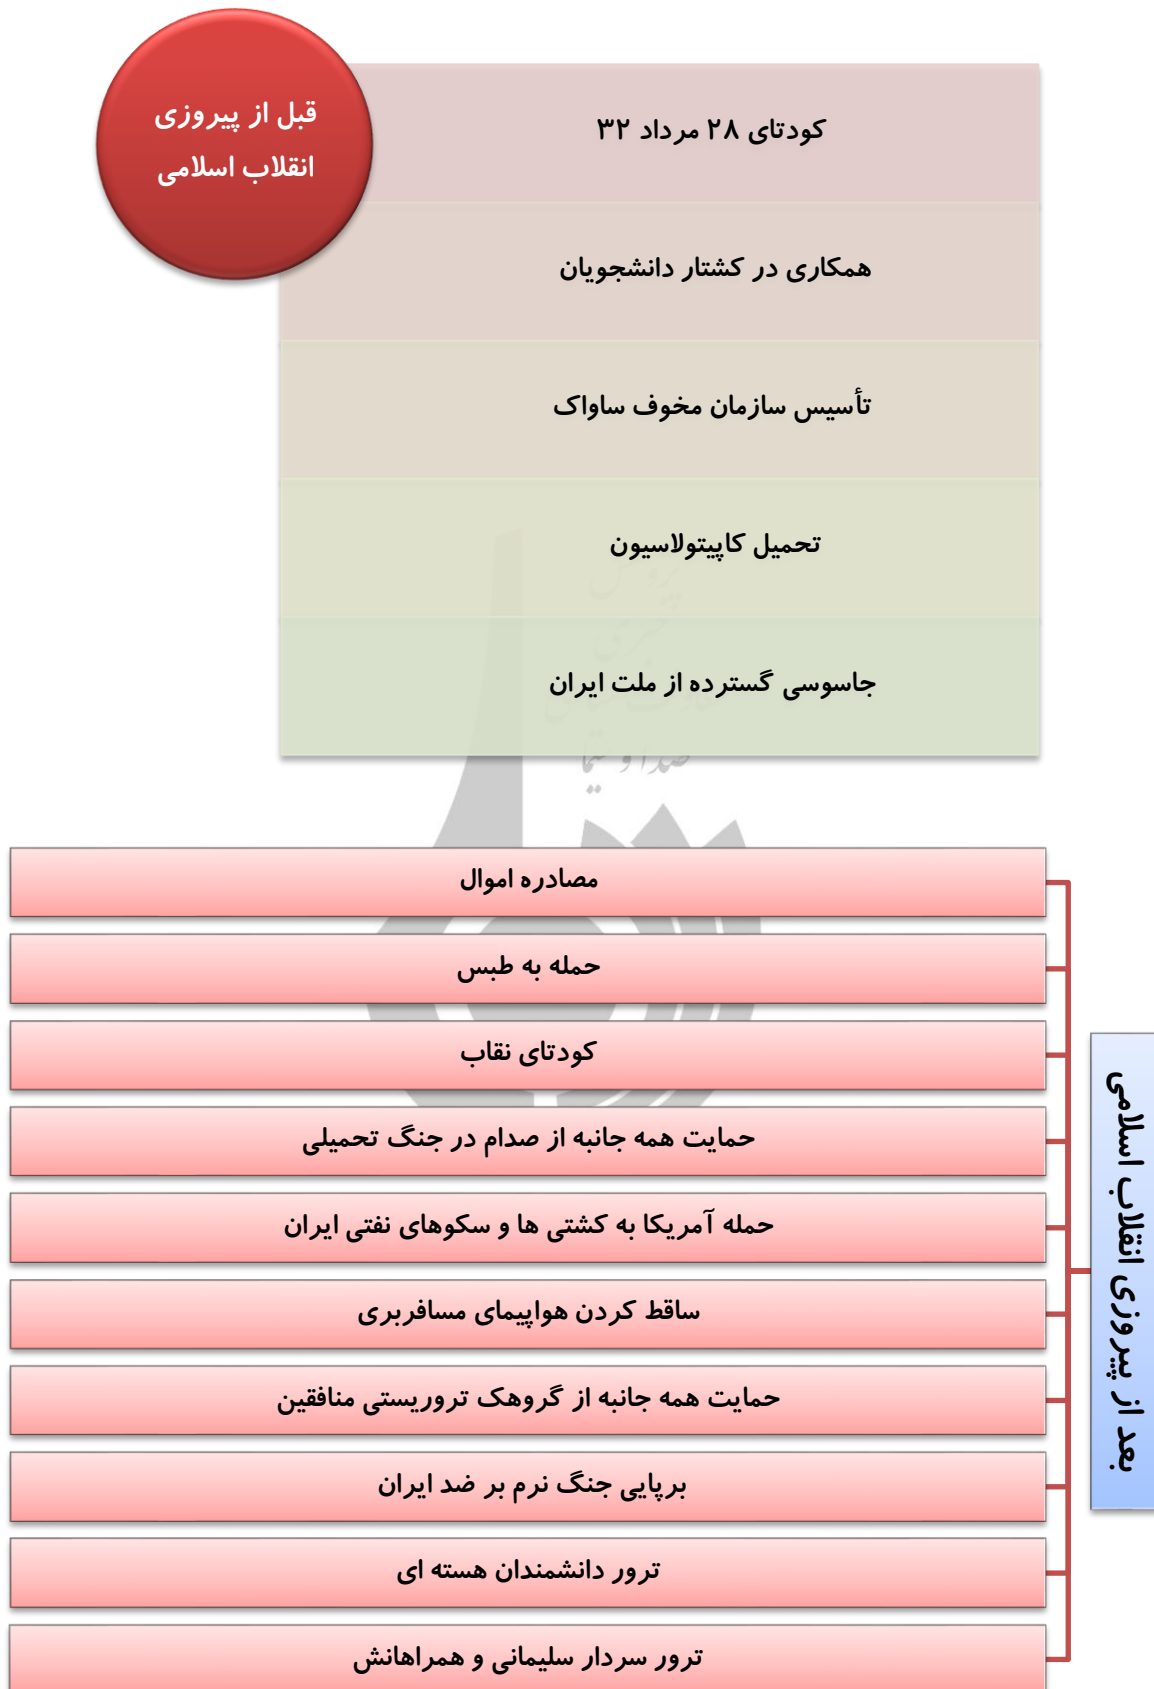 قبل از پیروزی
انقلاب اسلامی
کودتای ۲۸ مرداد ۳۲
همکاری در کشتار دانشجویان
تأسیس سازمان مخوف ساواک
تحمیل کاپیتولاسیون
جاسوسی گسترده از ملت ایران
صدا و سیما
بعد از پیروزی انقلاب اسلامی
مصادره اموال
حمله به طبس
کودتای نقاب
حمایت همه جانبه از صدام در جنگ تحمیلی
حمله آمریکا به کشتی ها و سکوهای نفتی ایران
ساقط کردن هواپیمای مسافربری
حمایت همه جانبه از گروهک تروریستی منافقین
برپایی جنگ نرم بر ضد ایران
ترور دانشمندان هسته ای
ترور سردار سلیمانی و همراهانش